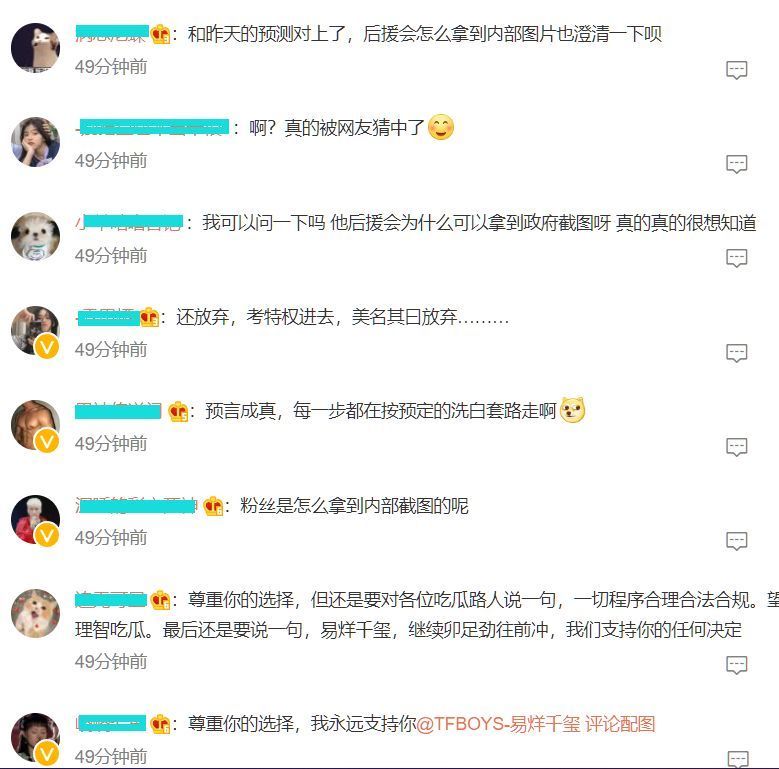 ：和昨天的预测对上了，后援会怎么拿到内部图片也澄清一下呗
49分钟前
：啊？真的被网友猜中了
49分钟前
：我可以问一下吗 他后援会为什么可以拿到政府截图呀 真的真的很想知道
49分钟前
：还放弃，考特权进去，美名其曰放弃………
49分钟前
：预言成真，每一步都在按预定的洗白套路走啊
49分钟前
：粉丝是怎么拿到内部截图的呢
49分钟前
：尊重你的选择，但还是要对各位吃瓜路人说一句，一切程序合理合法合规。望
理智吃瓜。最后还是要说一句，易烊千玺，继续卯足劲往前冲，我们支持你的任何决定
49分钟前
：尊重你的选择，我永远支持你@TFBOYS-易烊千玺 评论配图
49分钟前